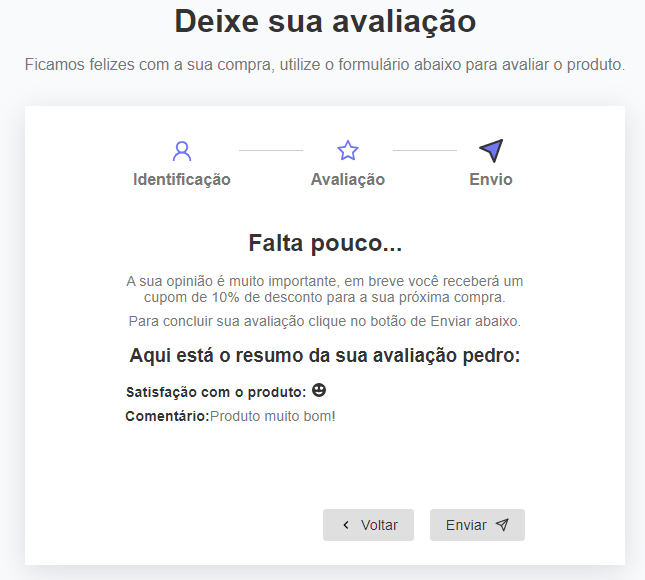 Deixe sua avaliação
Ficamos felizes com a sua compra, utilize o formulário abaixo para avaliar o produto.
Identificação Avaliação Envio
Falta pouco...
A sua opinião é muito importante, em breve você receberá um
cupom de 10% de desconto para a sua próxima compra.
Para concluir sua avaliação clique no botão de Enviar abaixo.
Aqui está o resumo da sua avaliação pedro:
Satisfação com o produto:
Comentário:Produto muito bom!
Voltar Enviar